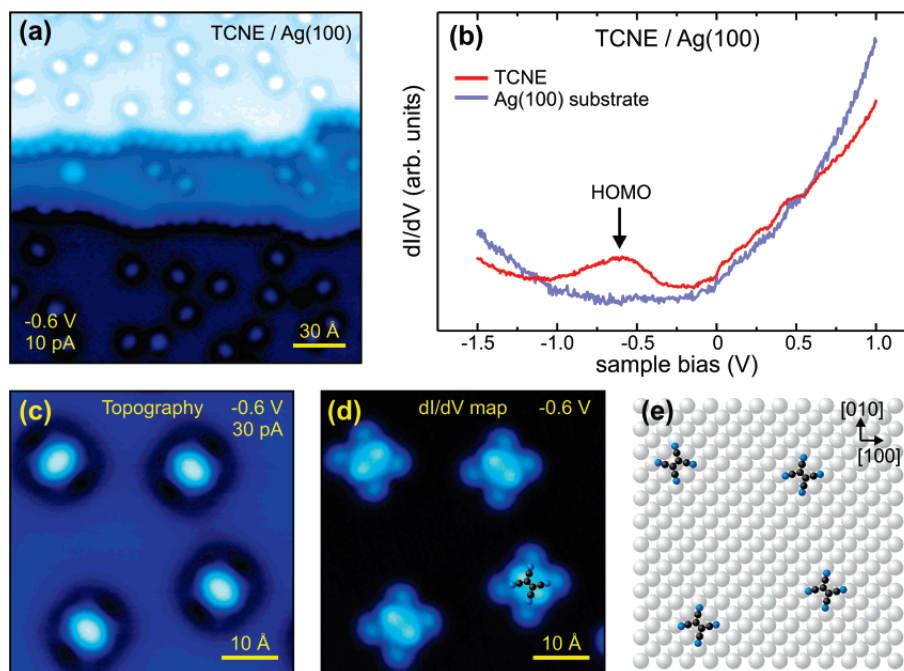 (a)
TCNE / Ag(100)
-0.6 V
10 pA
30 Å
(b)
TCNE / Ag(100)
TCNE
Ag(100) substrate
HOMO
dI/dV (arb. units)
-1.5
-1.0
-0.5
0
0.5
1.0
sample bias (V)
(c)
Topography
-0.6 V
30 pA
10 Å
(d)
dI/dV map
-0.6 V
10 Å
(e)
[010]
[100]